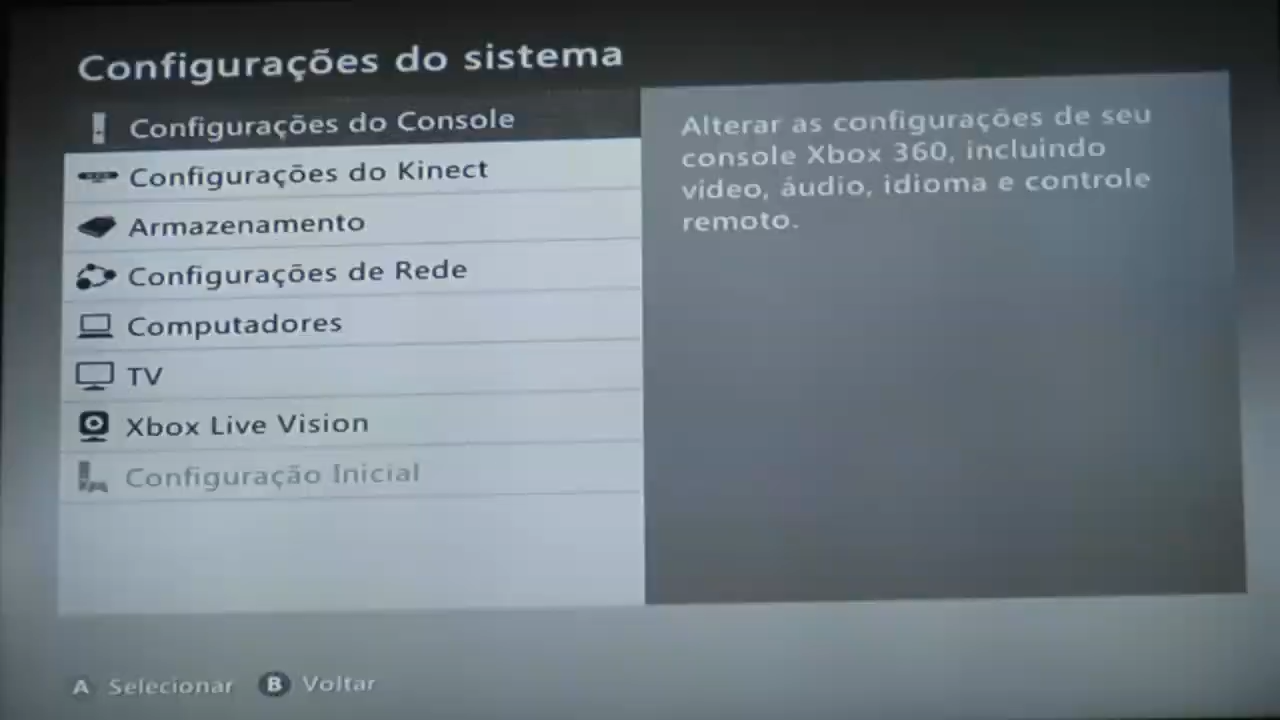 Configurações do sistema
Configurações do Console
Configurações do Kinect
Armazenamento
Configurações de Rede
Computadores
TV
Xbox Live Vision
Configuração Inicial
Alterar as configurações de seu
console Xbox 360, incluindo
vídeo, áudio, idioma e controle
remoto.
A Selecionar B Voltar